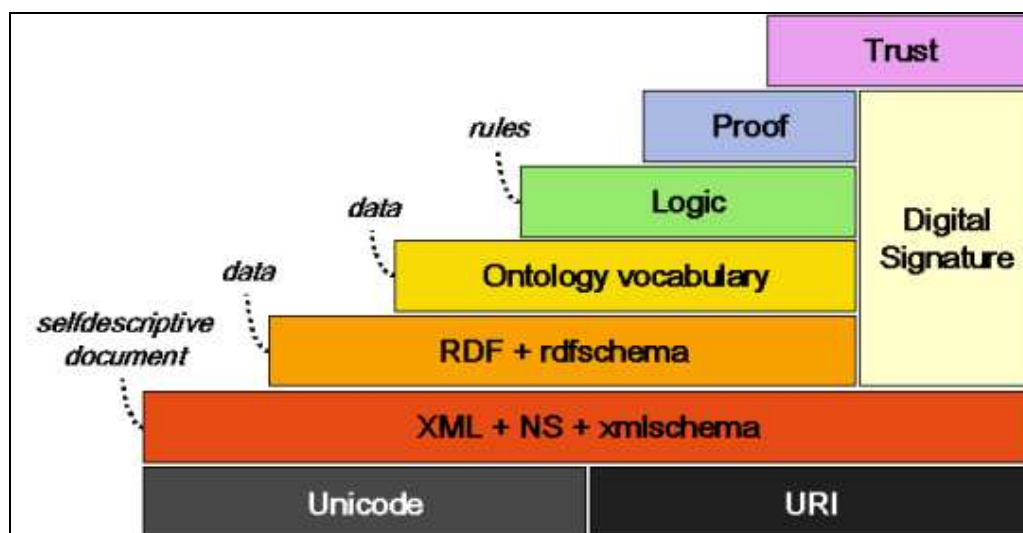 Trust
rules
Proof
data
Logic
Digital
Signature
data
Ontology vocabulary
selfdescriptive
document
RDF + rdfschema
XML + NS + xmlschema
Unicode
URI